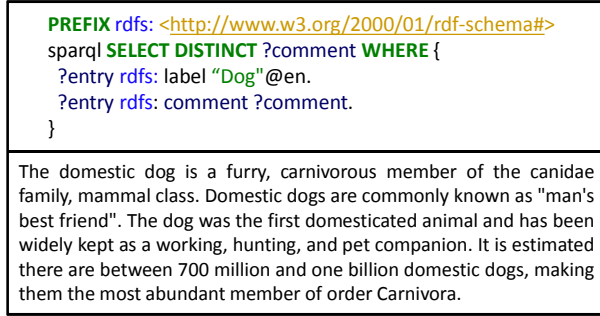 PREFIX rdfs: <http://www.w3.org/2000/01/rdf-schema#>
sparql SELECT DISTINCT ?comment WHERE {
?entry rdfs: label “Dog"@en.
?entry rdfs: comment ?comment.
}
The domestic dog is a furry, carnivorous member of the canidae
family, mammal class. Domestic dogs are commonly known as "man's
best friend". The dog was the first domesticated animal and has been
widely kept as a working, hunting, and pet companion. It is estimated
there are between 700 million and one billion domestic dogs, making
them the most abundant member of order Carnivora.